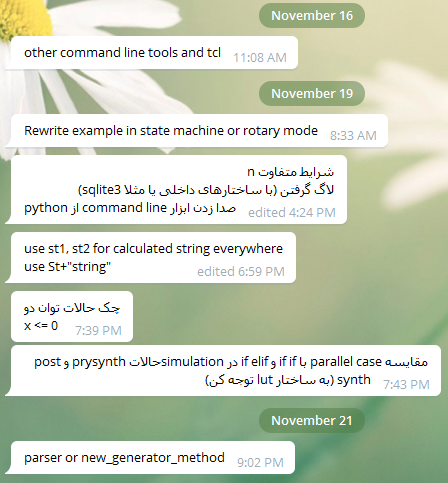 November 16
other command line tools and tcl 11:08 AM
November 19
Rewrite example in state machine or rotary mode 8:33 AM
شرایط متفاوت n
لاگ گرفتن (با ساختارهای داخلی یا مثلا sqlite3)
صدا زدن ابزار command line از python edited 4:24 PM
use st1, st2 for calculated string everywhere
use St+"string" edited 6:59 PM
چک حالات توان دو
x <= 0 7:39 PM
مقایسه parallel case با if if و if elif در simulationحالات prysynth و post
synth (به ساختار lut توجه کن) 7:43 PM
November 21
parser or new_generator_method 9:02 PM